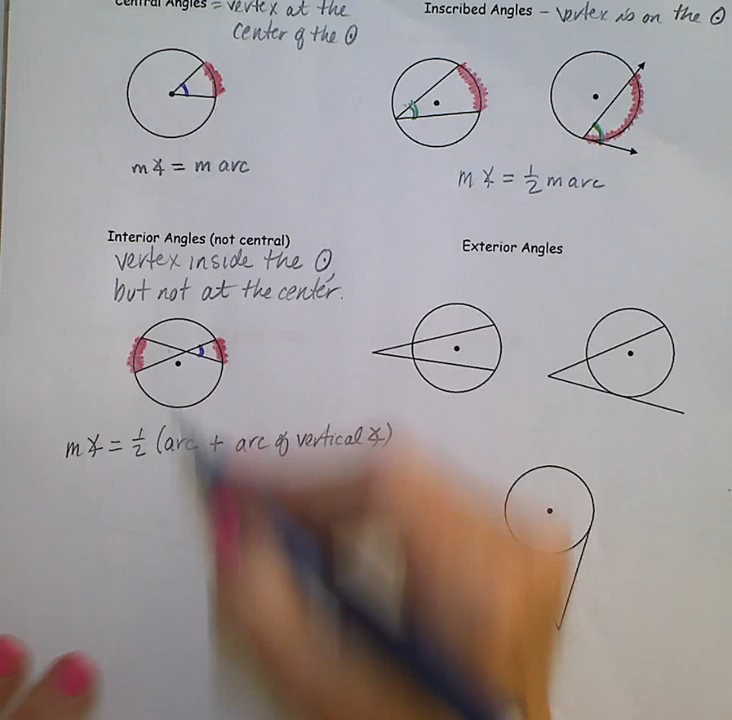 Central Angles = vertex at the
center of the ⊙
Inscribed Angles - vertex is on the ⊙
m∡ = m arc
m∡ = 1/2 m arc
Interior Angles (not central)
vertex inside the ⊙,
but not at the center.
Exterior Angles
m∡ = 1/2 (arc + arc of vertical ∡)